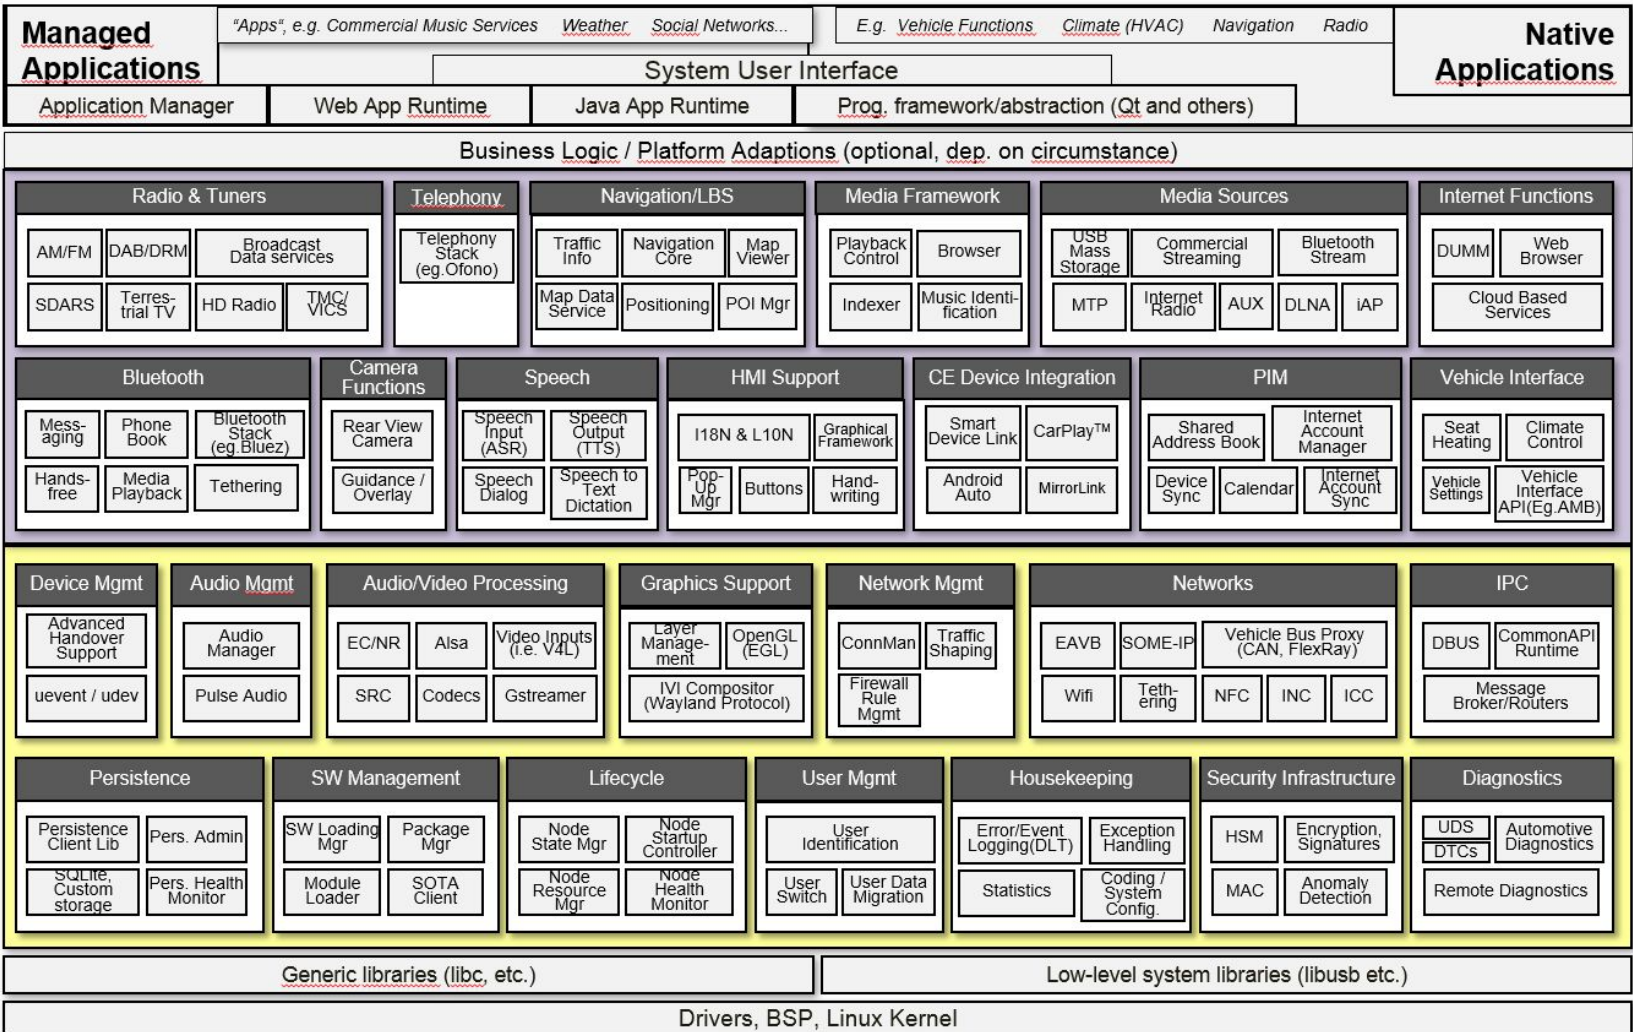 Managed
Applications
“Apps“, e.g. Commercial Music Services Weather Social Networks...
E.g. Vehicle Functions Climate (HVAC) Navigation Radio
Native
Applications
System User Interface
Application Manager
Web App Runtime
Java App Runtime
Prog. framework/abstraction (Qt and others)
Business Logic / Platform Adaptions (optional, dep. on circumstance)
Radio & Tuners
AM/FM
DAB/DRM
Broadcast
Data services
SDARS
Terres-
trial TV
HD Radio
TMC/
VICS
Telephony
Telephony
Stack
(eg.Ofono)
Navigation/LBS
Traffic
Info
Navigation
Core
Map
Viewer
Map Data
Service
Positioning
POI Mgr
Media Framework
Playback
Control
Browser
Indexer
Music Identi-
fication
Media Sources
USB
Mass
Storage
Commercial
Streaming
Bluetooth
Stream
MTP
Internet
Radio
AUX
DLNA
iAP
Internet Functions
DUMM
Web
Browser
Cloud Based
Services
Bluetooth
Mess-
aging
Phone
Book
Bluetooth
Stack
(eg.Bluez)
Hands-
free
Media
Playback
Tethering
Camera
Functions
Rear View
Camera
Guidance /
Overlay
Speech
Speech
Input
(ASR)
Speech
Output
(TTS)
Speech
Dialog
Speech to
Text
Dictation
HMI Support
I18N & L10N
Graphical
Framework
Pop-
Up
Mgr
Buttons
Hand-
writing
CE Device Integration
Smart
Device Link
CarPlay™
Android
Auto
MirrorLink
PIM
Shared
Address Book
Internet
Account
Manager
Device
Sync
Calendar
Internet
Account
Sync
Vehicle Interface
Seat
Heating
Climate
Control
Vehicle
Settings
Vehicle
Interface
API(Eg.AMB)
Device Mgmt
Advanced
Handover
Support
uevent / udev
Audio Mgmt
Audio
Manager
Pulse Audio
Audio/Video Processing
EC/NR
Alsa
Video Inputs
(i.e. V4L)
SRC
Codecs
Gstreamer
Graphics Support
Layer
Manage-
ment
OpenGL
(EGL)
IVI Compositor
(Wayland Protocol)
Network Mgmt
ConnMan
Traffic
Shaping
Firewall
Rule
Mgmt
Networks
EAVB
SOME-IP
Vehicle Bus Proxy
(CAN, FlexRay)
Wifi
Teth-
ering
NFC
INC
ICC
IPC
DBUS
CommonAPI
Runtime
Message
Broker/Routers
Persistence
Persistence
Client Lib
Pers. Admin
SQLite,
Custom
storage
Pers. Health
Monitor
SW Management
SW Loading
Mgr
Package
Mgr
Module
Loader
SOTA
Client
Lifecycle
Node
State Mgr
Node
Startup
Controller
Node
Resource
Mgr
Node
Health
Monitor
User Mgmt
User
Identification
User
Switch
User Data
Migration
Housekeeping
Error/Event
Logging(DLT)
Exception
Handling
Statistics
Coding /
System
Config.
Security Infrastructure
HSM
Encryption,
Signatures
MAC
Anomaly
Detection
Diagnostics
UDS
DTCs
Automotive
Diagnostics
Remote Diagnostics
Generic libraries (libc, etc.)
Low-level system libraries (libusb etc.)
Drivers, BSP, Linux Kernel